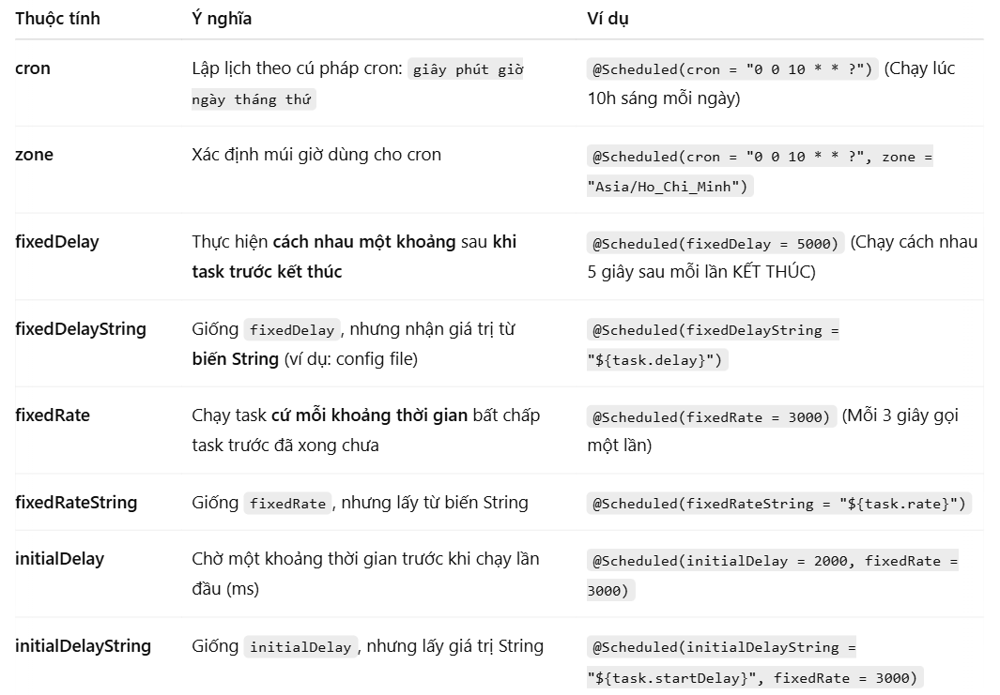 Thuộc tính Ý nghĩa Ví dụ
cron Lập lịch theo cú pháp cron: giây phút giờ @Scheduled(cron = "0 0 10 * * ?") (Chạy lúc
ngày tháng thứ 10h sáng mỗi ngày)
zone Xác định múi giờ dùng cho cron @Scheduled(cron = "0 0 10 * * ?", zone =
"Asia/Ho_Chi_Minh")
fixedDelay Thực hiện cách nhau một khoảng sau khi @Scheduled(fixedDelay = 5000) (Chạy cách nhau
task trước kết thúc 5 giây sau mỗi lần KẾT THÚC)
fixedDelayString Giống fixedDelay, nhưng nhận giá trị từ @Scheduled(fixedDelayString =
biến String (ví dụ: config file) "${task.delay}")
fixedRate Chạy task cứ mỗi khoảng thời gian bất chấp @Scheduled(fixedRate = 3000) (Mỗi 3 giây gọi
task trước đã xong chưa một lần)
fixedRateString Giống fixedRate, nhưng lấy từ biến String @Scheduled(fixedRateString = "${task.rate}")
initialDelay Chờ một khoảng thời gian trước khi chạy lần @Scheduled(initialDelay = 2000, fixedRate =
đầu (ms) 3000)
initialDelayString Giống initialDelay, nhưng lấy giá trị String @Scheduled(initialDelayString =
"${task.startDelay}", fixedRate = 3000)